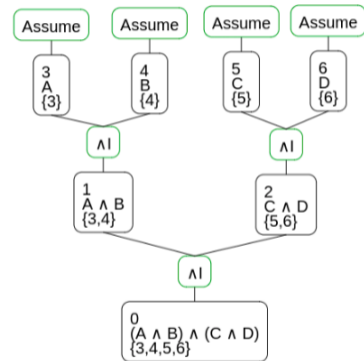 Assume
Assume
Assume
Assume
3
A
{3}
4
B
{4}
5
C
{5}
6
D
{6}
∧I
∧I
1
A ∧ B
{3,4}
2
C ∧ D
{5,6}
∧I
0
(A ∧ B) ∧ (C ∧ D)
{3,4,5,6}